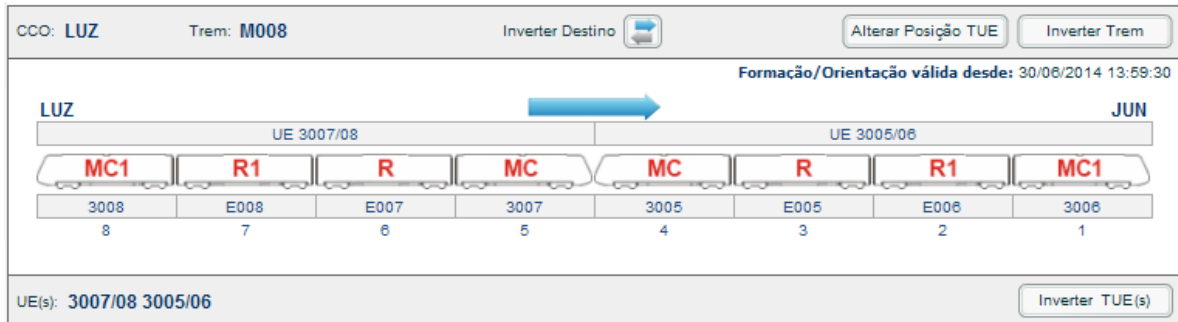 CCO: LUZ Trem: M008 Inverter Destino Alterar Posição TUE Inverter Trem
Formação/Orientação válida desde: 30/06/2014 13:59:30
LUZ JUN
UE 3007/08 UE 3005/06
MC1 R1 R MC MC R R1 MC1
3008 E008 E007 3007 3005 E005 E006 3006
8 7 6 5 4 3 2 1
UE(s): 3007/08 3005/06 Inverter TUE(s)